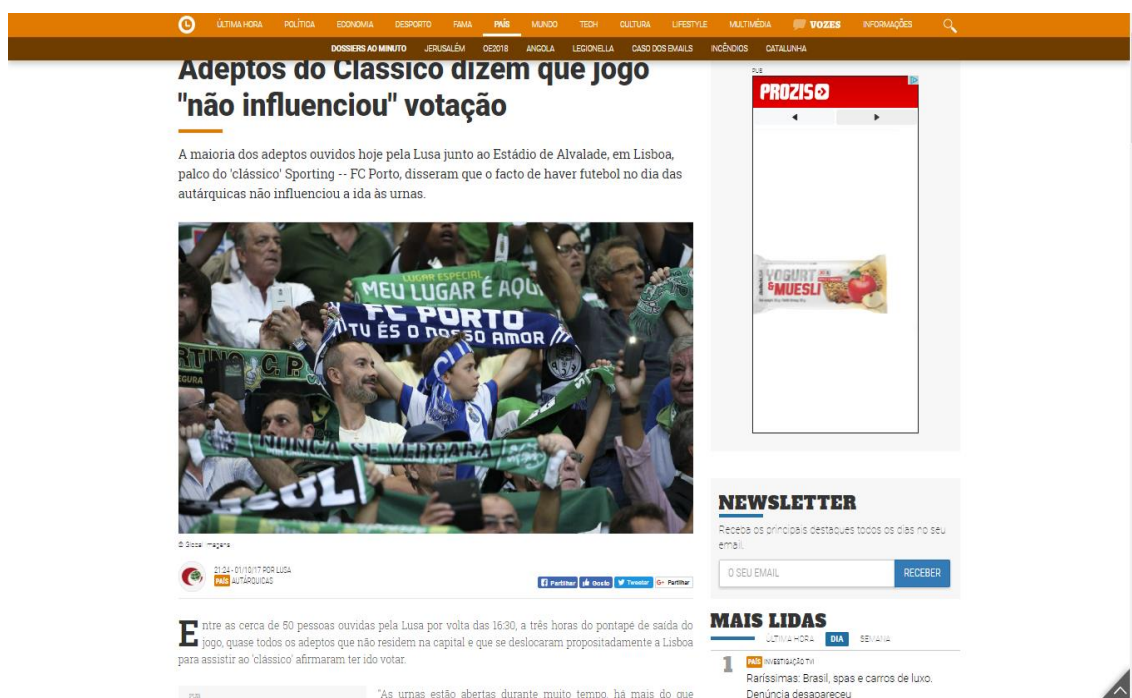 ÚLTIMA HORA POLÍTICA ECONOMIA DESPORTO FAMA PAÍS MUNDO TECH CULTURA LIFESTYLE MULTIMÉDIA VOZES INFORMAÇÕES
DOSSIERS AO MINUTO JERUSALÉM OE2018 ANGOLA LEGIONELLA CASO DOS EMAILS INCÊNDIOS CATALUNHA
Adeptos do Clássico dizem que jogo
"não influenciou" votação
A maioria dos adeptos ouvidos hoje pela Lusa junto ao Estádio de Alvalade, em Lisboa,
palco do 'clássico' Sporting -- FC Porto, disseram que o facto de haver futebol no dia das
autárquicas não influenciou a ida às urnas.
LUGAR ESPECIAL
MEU LUGAR É AQUI
FC PORTO
TU ÉS O NOSSO AMOR
C. P.
NUNCA SE VERGARÁ
SUL
© Global Imagens
21:24 - 01/10/17 POR LUSA
PAÍS AUTÁRQUICAS
Partilhar Gosto Tweetar G+ Partilhar
Entre as cerca de 50 pessoas ouvidas pela Lusa por volta das 16:30, a três horas do pontapé de saída do
jogo, quase todos os adeptos que não residem na capital e que se deslocaram propositadamente a Lisboa
para assistir ao 'clássico' afirmaram ter ido votar.
PUB
"As urnas estão abertas durante muito tempo, há mais do que
PUB
PROZIS
YOGURT
&MUESLI
NEWSLETTER
Receba os principais destaques todos os dias no seu
email.
O SEU EMAIL RECEBER
MAIS LIDAS
ÚLTIMA HORA DIA SEMANA
1 PAÍS INVESTIGAÇÃO TVI
Raríssimas: Brasil, spas e carros de luxo.
Denúncia desapareceu